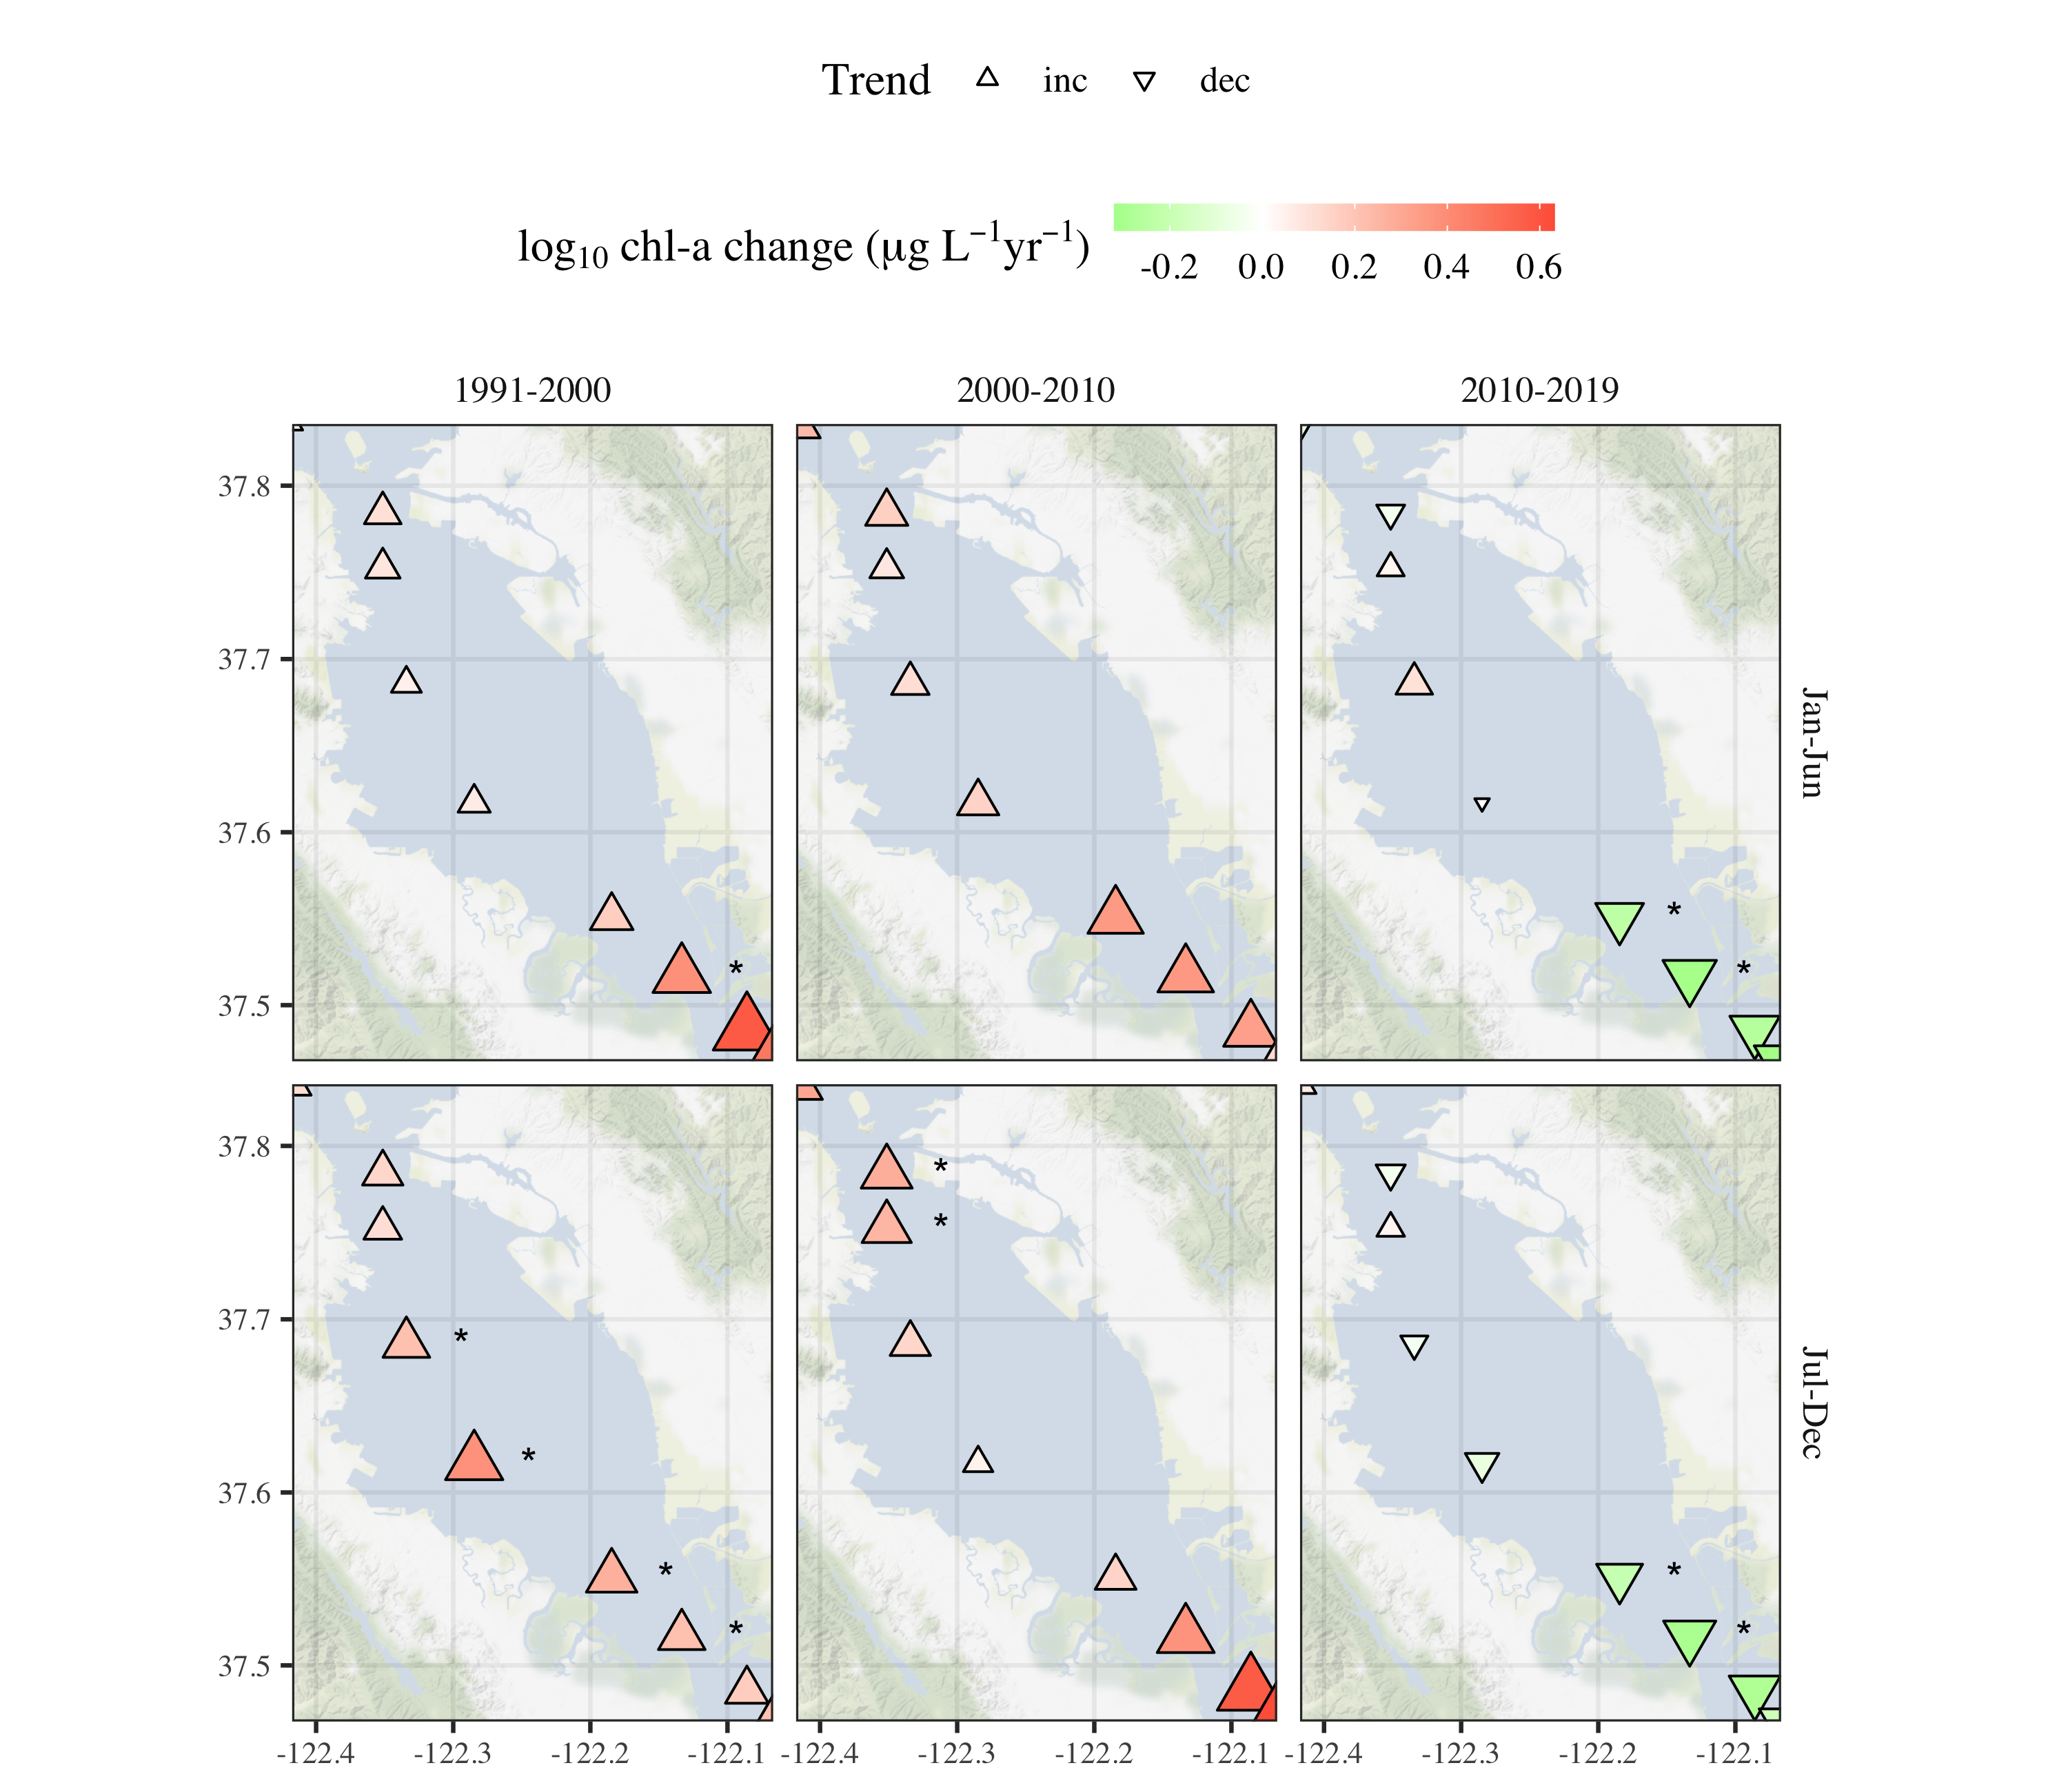 Trend inc dec
log₁₀ chl-a change (µg L⁻¹yr⁻¹)
-0.2 0.0 0.2 0.4 0.6
1991-2000 2000-2010 2010-2019
37.8
37.7
37.6
37.5
Jan-Jun
*
* *
37.8
37.7
37.6
37.5
Jul-Dec
*
*
*
*
* *
* *
-122.4 -122.3 -122.2 -122.1 -122.4 -122.3 -122.2 -122.1 -122.4 -122.3 -122.2 -122.1